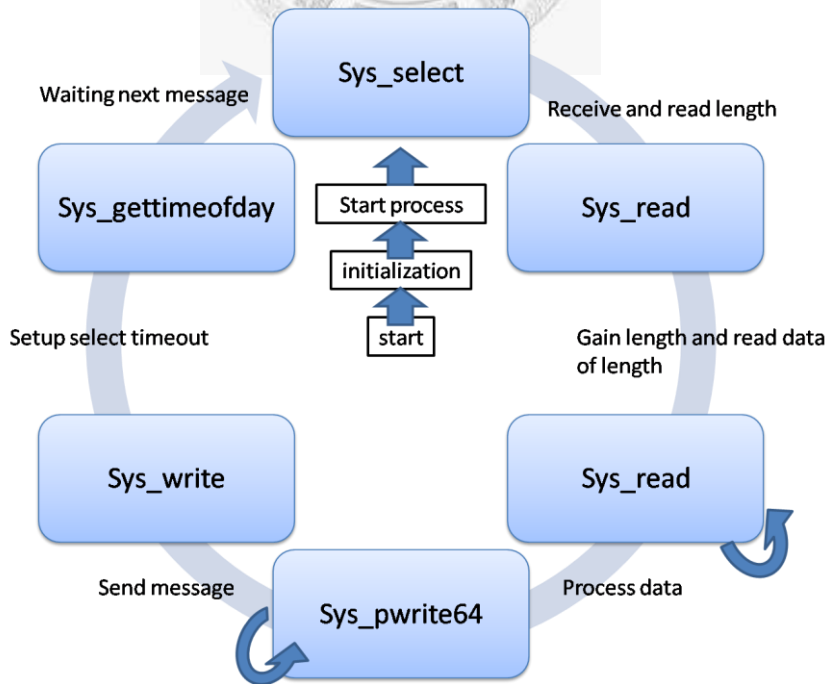 Sys_select
Waiting next message
Receive and read length
Sys_gettimeofday
Start process
Sys_read
initialization
start
Setup select timeout
Gain length and read data
of length
Sys_write
Sys_read
Send message
Process data
Sys_pwrite64